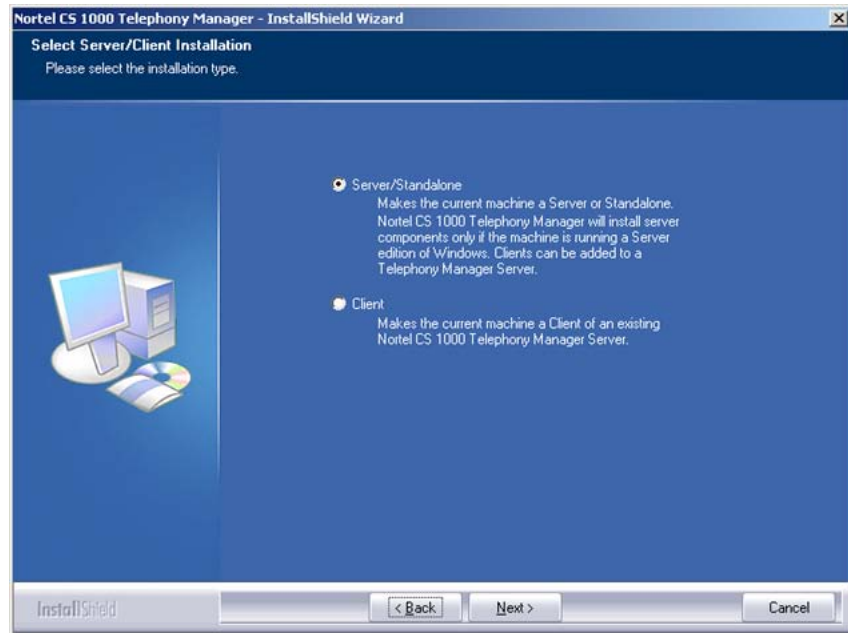 Nortel CS 1000 Telephony Manager - InstallShield Wizard
Select Server/Client Installation
Please select the installation type.
Server/Standalone
Makes the current machine a Server or Standalone.
Nortel CS 1000 Telephony Manager will install server
components only if the machine is running a Server
edition of Windows. Clients can be added to a
Telephony Manager Server.
Client
Makes the current machine a Client of an existing
Nortel CS 1000 Telephony Manager Server.
InstallShield
< Back
Next >
Cancel